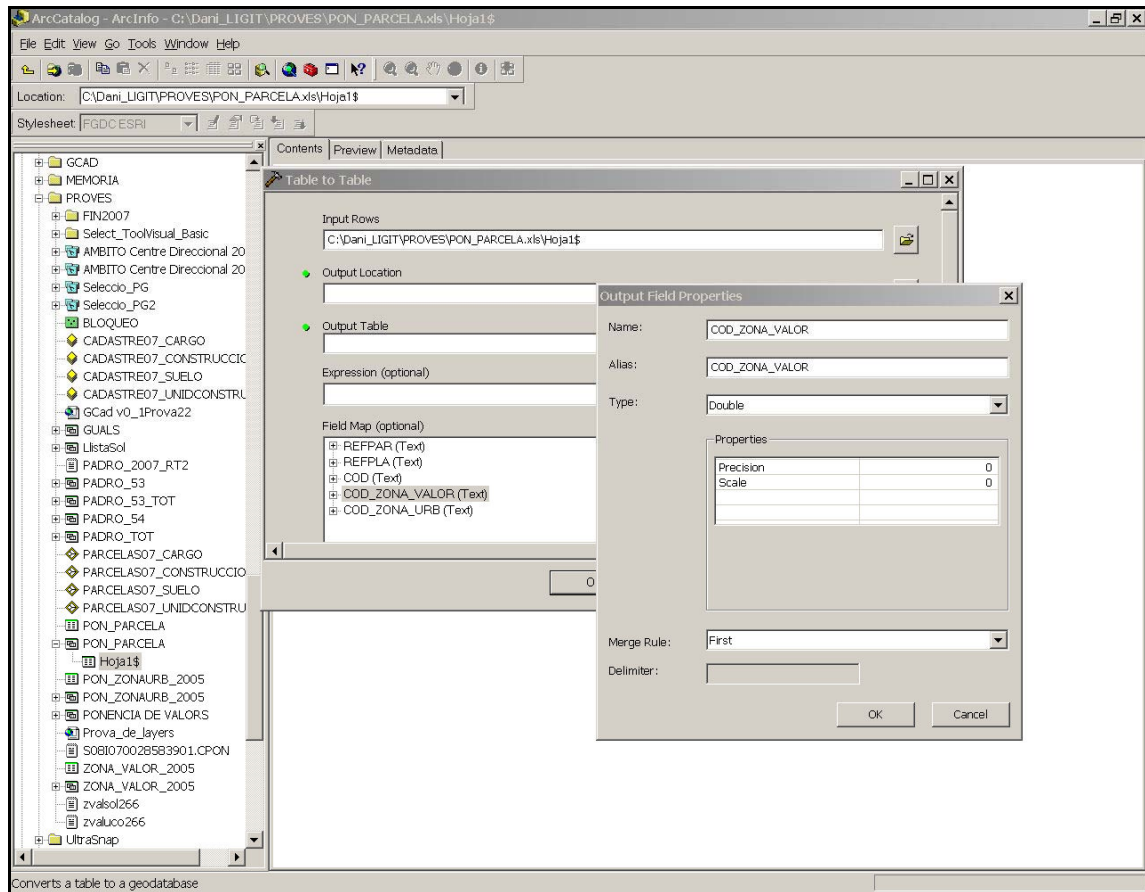 ArcCatalog - ArcInfo - C:\Dani_LIGIT\PROVES\PON_PARCELA.xls\Hoja1$
File Edit View Go Tools Window Help
Location: C:\Dani_LIGIT\PROVES\PON_PARCELA.xls\Hoja1$
Stylesheet: FGDC ESRI
Contents Preview Metadata
GCAD
MEMORIA
PROVES
FIN2007
Select_ToolVisual_Basic
AMBITO Centre Direccional 20
AMBITO Centre Direccional 20
Seleccio_PG
Seleccio_PG2
BLOQUEO
CADASTRE07_CARGO
CADASTRE07_CONSTRUCCIC
CADASTRE07_SUELO
CADASTRE07_UNIDCONSTRU
GCad v0_1Prova22
GUALS
LlistaSol
PADRO_2007_RT2
PADRO_53
PADRO_53_TOT
PADRO_54
PADRO_TOT
PARCELAS07_CARGO
PARCELAS07_CONSTRUCCIO
PARCELAS07_SUELO
PARCELAS07_UNIDCONSTRU
PON_PARCELA
PON_PARCELA
Hoja1$
PON_ZONAURB_2005
PON_ZONAURB_2005
PONENCIA DE VALORS
Prova_de_layers
S08I070028583901.CPON
ZONA_VALOR_2005
ZONA_VALOR_2005
zvalsol266
zvaluco266
UltraSnap
Table to Table
Input Rows
C:\Dani_LIGIT\PROVES\PON_PARCELA.xls\Hoja1$
Output Location
Output Table
Expression (optional)
Field Map (optional)
REFPAR (Text)
REFPLA (Text)
COD (Text)
COD_ZONA_VALOR (Text)
COD_ZONA_URB (Text)
O
Output Field Properties
Name: COD_ZONA_VALOR
Alias: COD_ZONA_VALOR
Type: Double
Properties
Precision 0
Scale 0
Merge Rule: First
Delimiter:
OK Cancel
Converts a table to a geodatabase